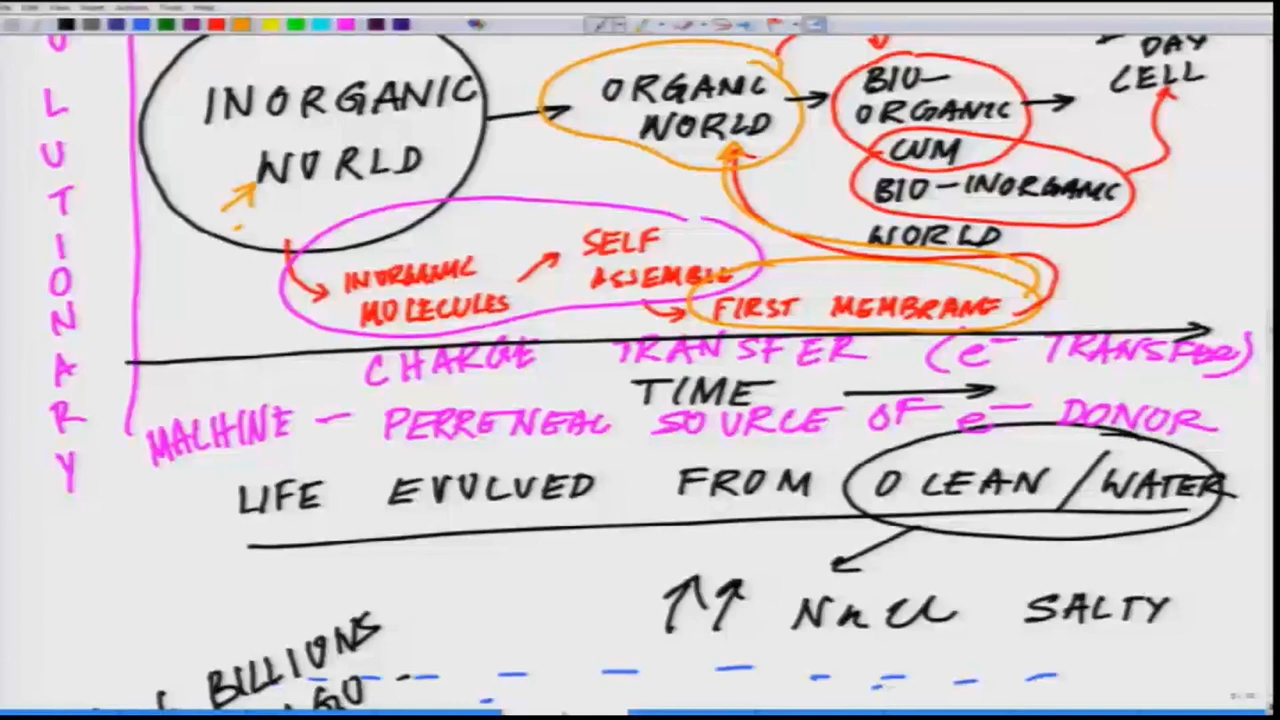 DAY
CELL
INORGANIC
WORLD
ORGANIC
WORLD
BIO-
ORGANIC
CUM
BIO-INORGANIC
WORLD
INORGANIC
MOLECULES
SELF
ASSEMBLE
FIRST MEMBRANE
LUTIONARY
CHARGE TRANSFER (e- TRANSFER)
TIME
MACHINE - PERRENEAL SOURCE OF e- DONOR
LIFE EVOLVED FROM OCEAN/WATER
↑↑ NaCl SALTY
BILLIONS